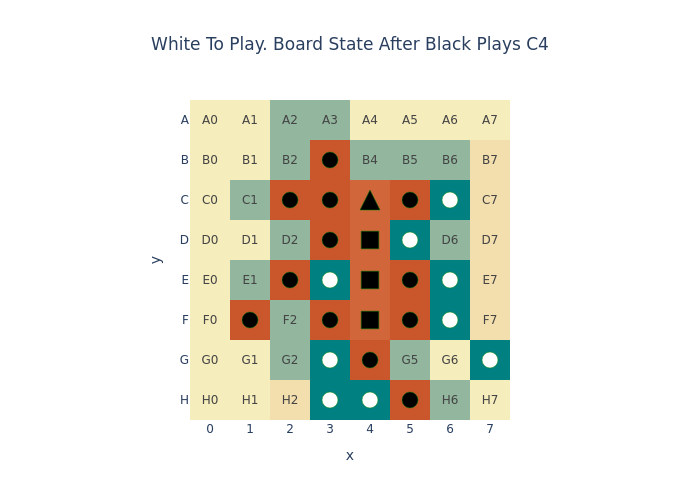 White To Play. Board State After Black Plays C4
A A0 A1 A2 A3 A4 A5 A6 A7
B B0 B1 B2 B4 B5 B6 B7
C C0 C1 C7
D D0 D1 D2 D6 D7
E E0 E1 E7
F F0 F2 F7
G G0 G1 G2 G5 G6
H H0 H1 H2 H6 H7
0 1 2 3 4 5 6 7
x
y